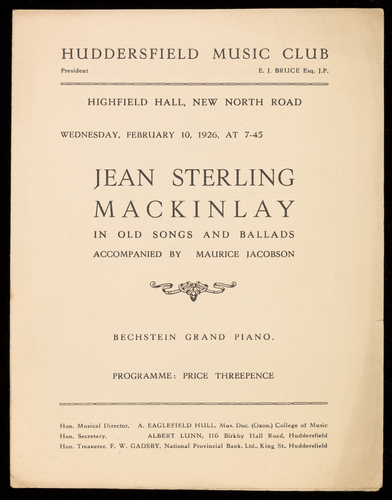 HUDDERSFIELD MUSIC CLUB
President E. J. BRUCE Esq. J.P.
HIGHFIELD HALL, NEW NORTH ROAD
WEDNESDAY, FEBRUARY 10, 1926, AT 7-45
JEAN STERLING
MACKINLAY
IN OLD SONGS AND BALLADS
ACCOMPANIED BY MAURICE JACOBSON
BECHSTEIN GRAND PIANO.
PROGRAMME: PRICE THREEPENCE
Hon. Musical Director. A. EAGLEFIELD HULL, Mus. Doc. (Oxon.) College of Music
Hon. Secretary. ALBERT LUNN, 116 Birkby Hall Road, Huddersfield
Hon. Treasurer. F. W. GADSBY, National Provincial Bank, Ltd., King St., Huddersfield